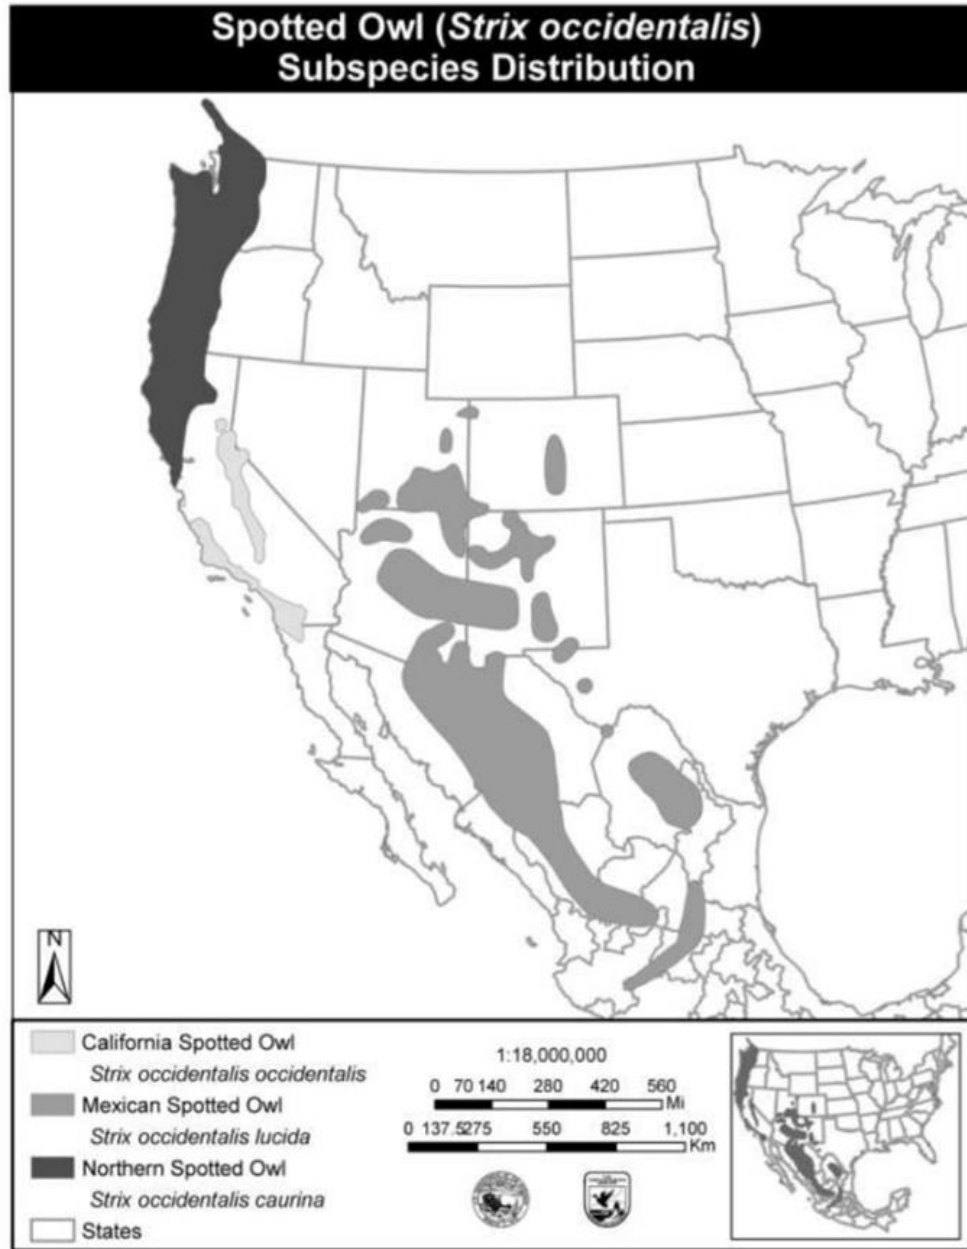 Spotted Owl (Strix occidentalis)
Subspecies Distribution
N
California Spotted Owl
Strix occidentalis occidentalis
Mexican Spotted Owl
Strix occidentalis lucida
Northern Spotted Owl
Strix occidentalis caurina
States
1:18,000,000
0 70 140 280 420 560
Mi
0 137.5 275 550 825 1,100
Km